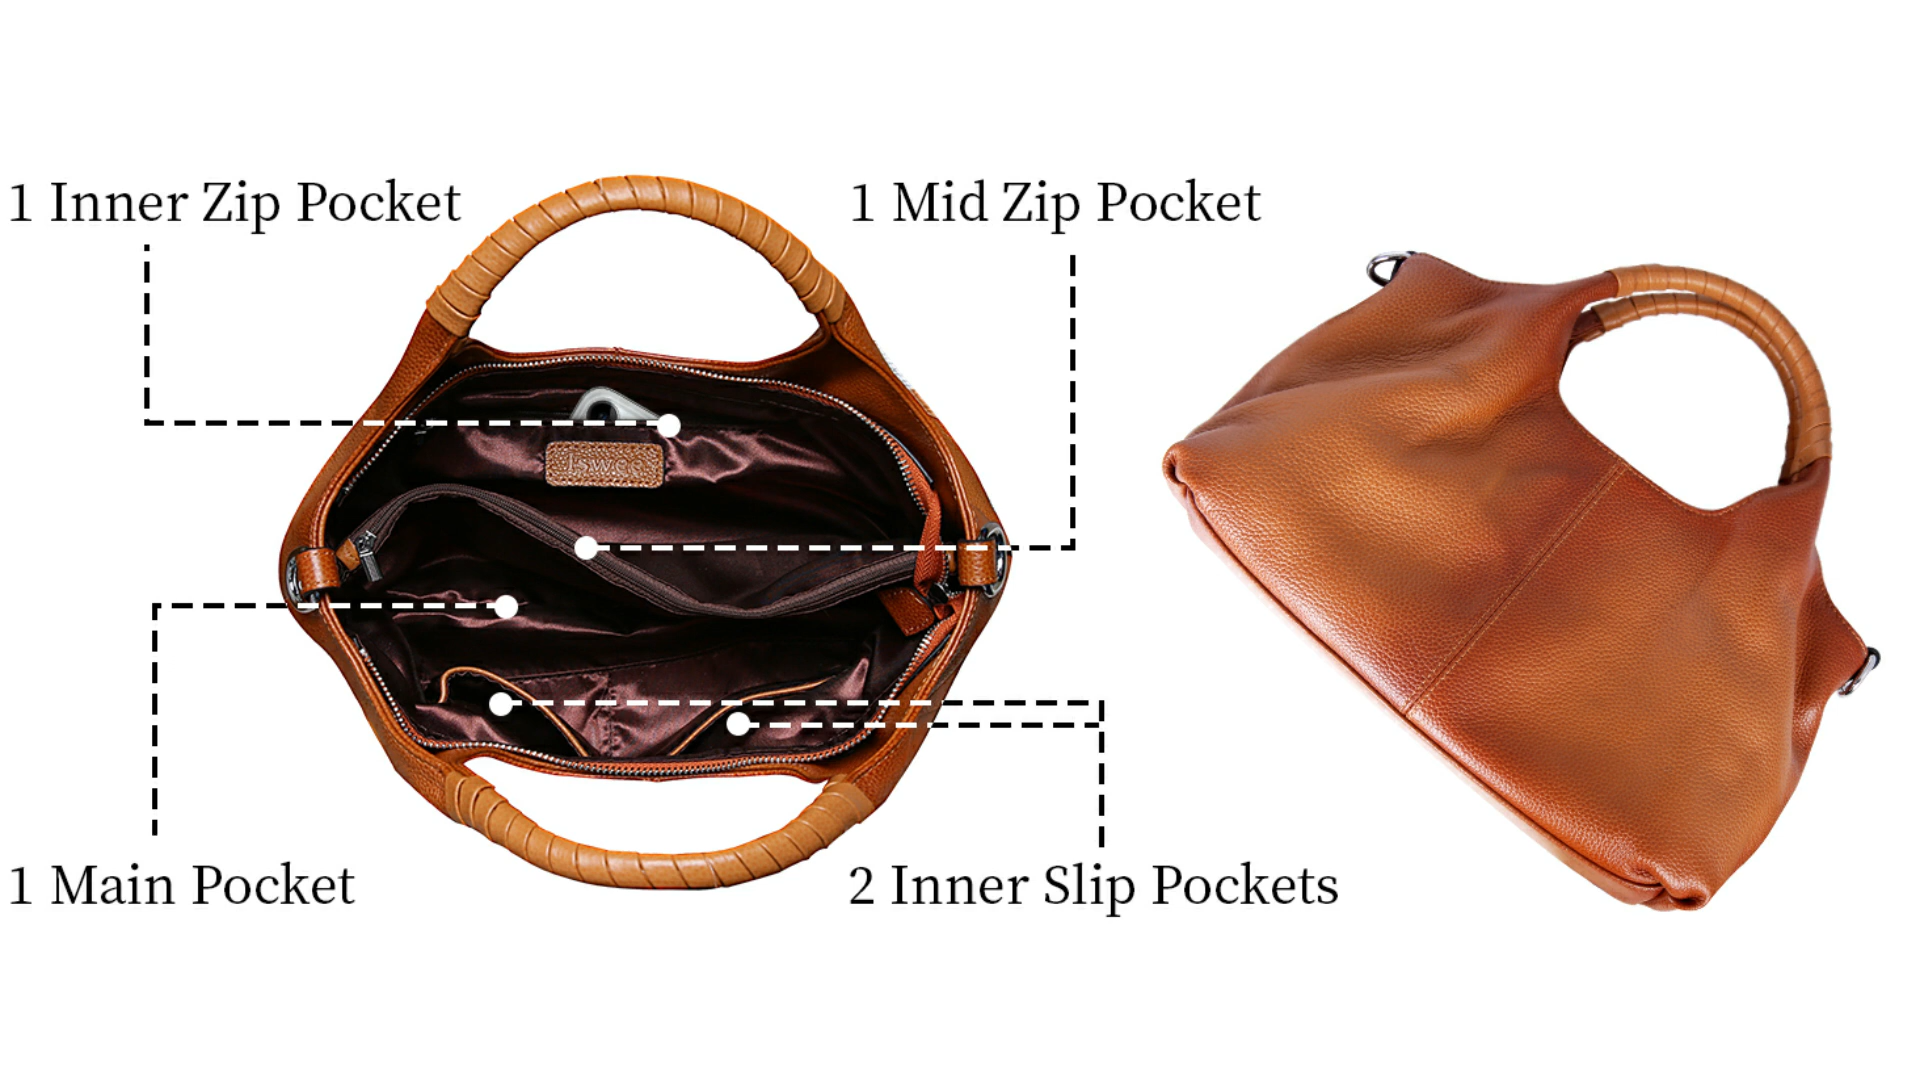 1 Inner Zip Pocket
1 Mid Zip Pocket
1 Main Pocket
2 Inner Slip Pockets